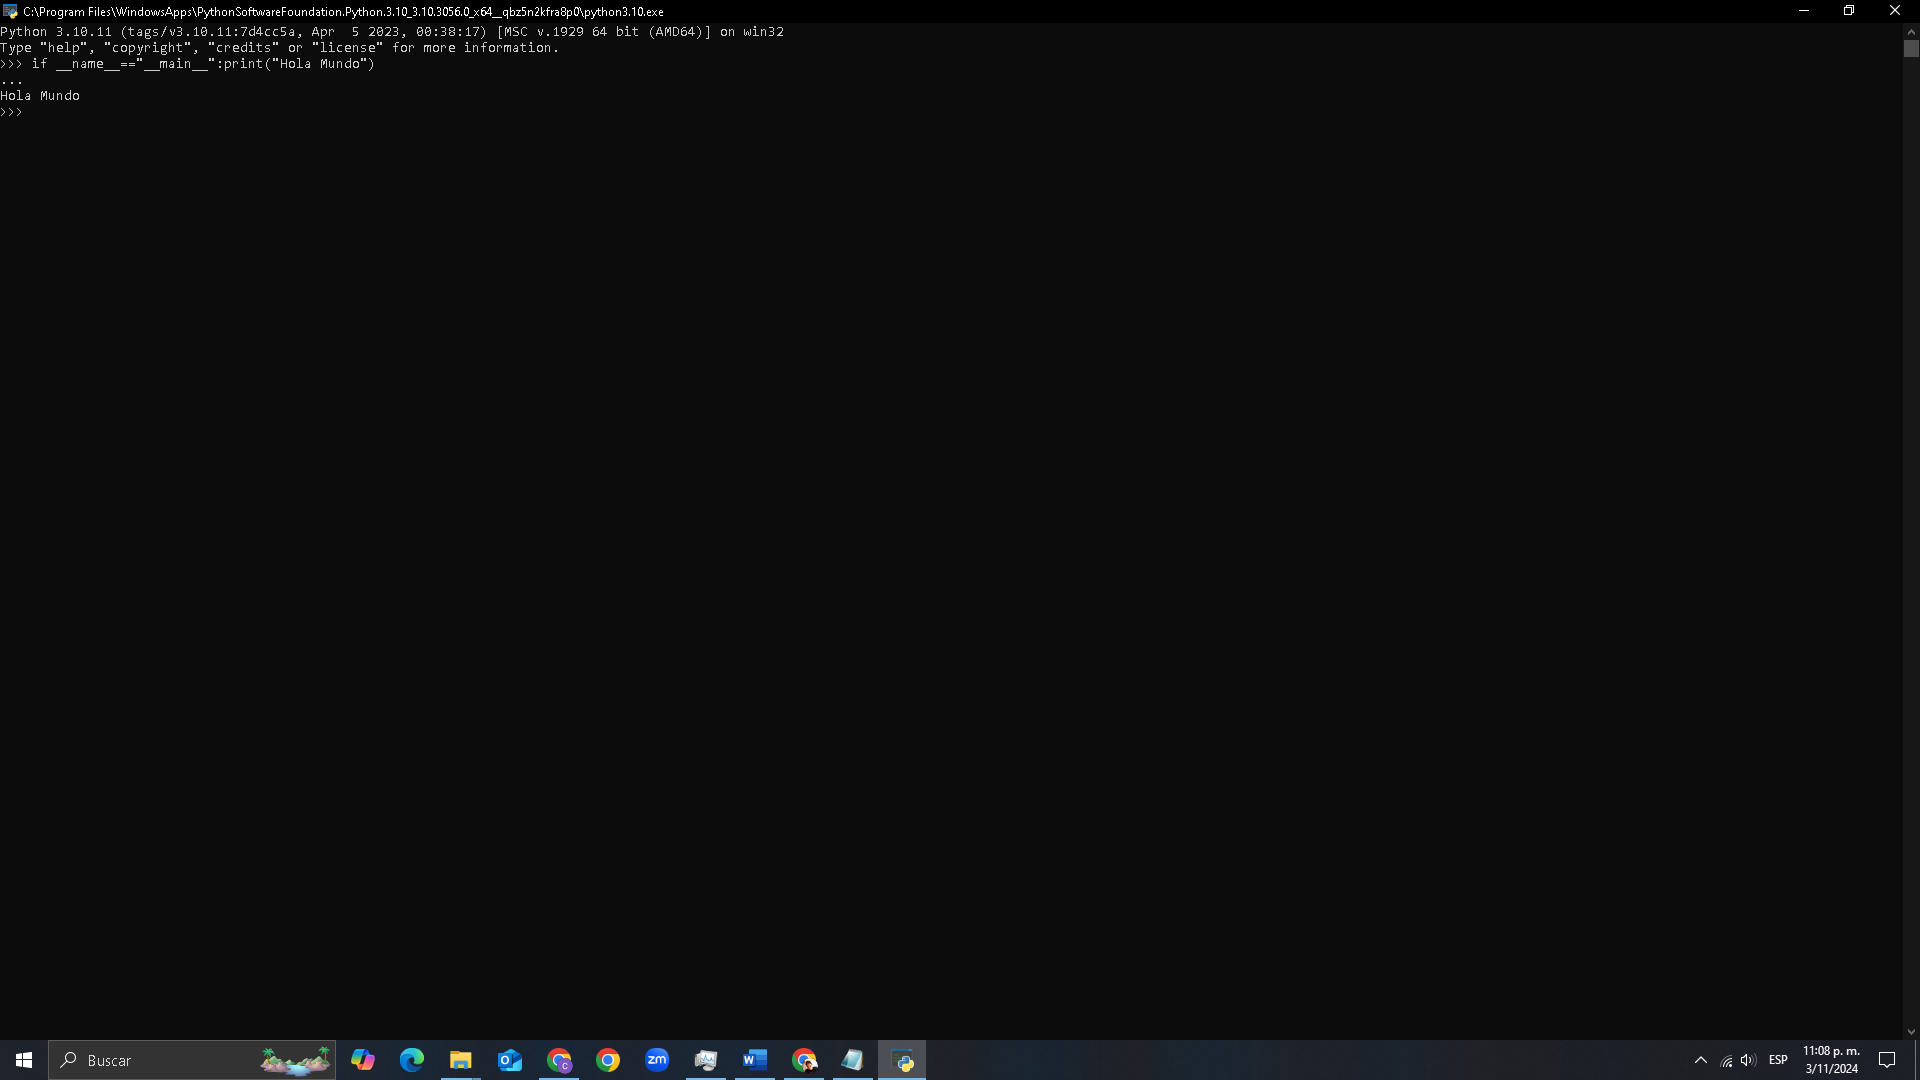 C:\Program Files\WindowsApps\PythonSoftwareFoundation.Python.3.10_3.10.3056.0_x64__qbz5n2kfra8p0\python3.10.exe
Python 3.10.11 (tags/v3.10.11:7d4cc5a, Apr  5 2023, 00:38:17) [MSC v.1929 64 bit (AMD64)] on win32
Type "help", "copyright", "credits" or "license" for more information.
>>> if __name__=="__main__":print("Hola Mundo")
...
Hola Mundo
>>>
Buscar
zm
ESP
11:08 p. m.
3/11/2024